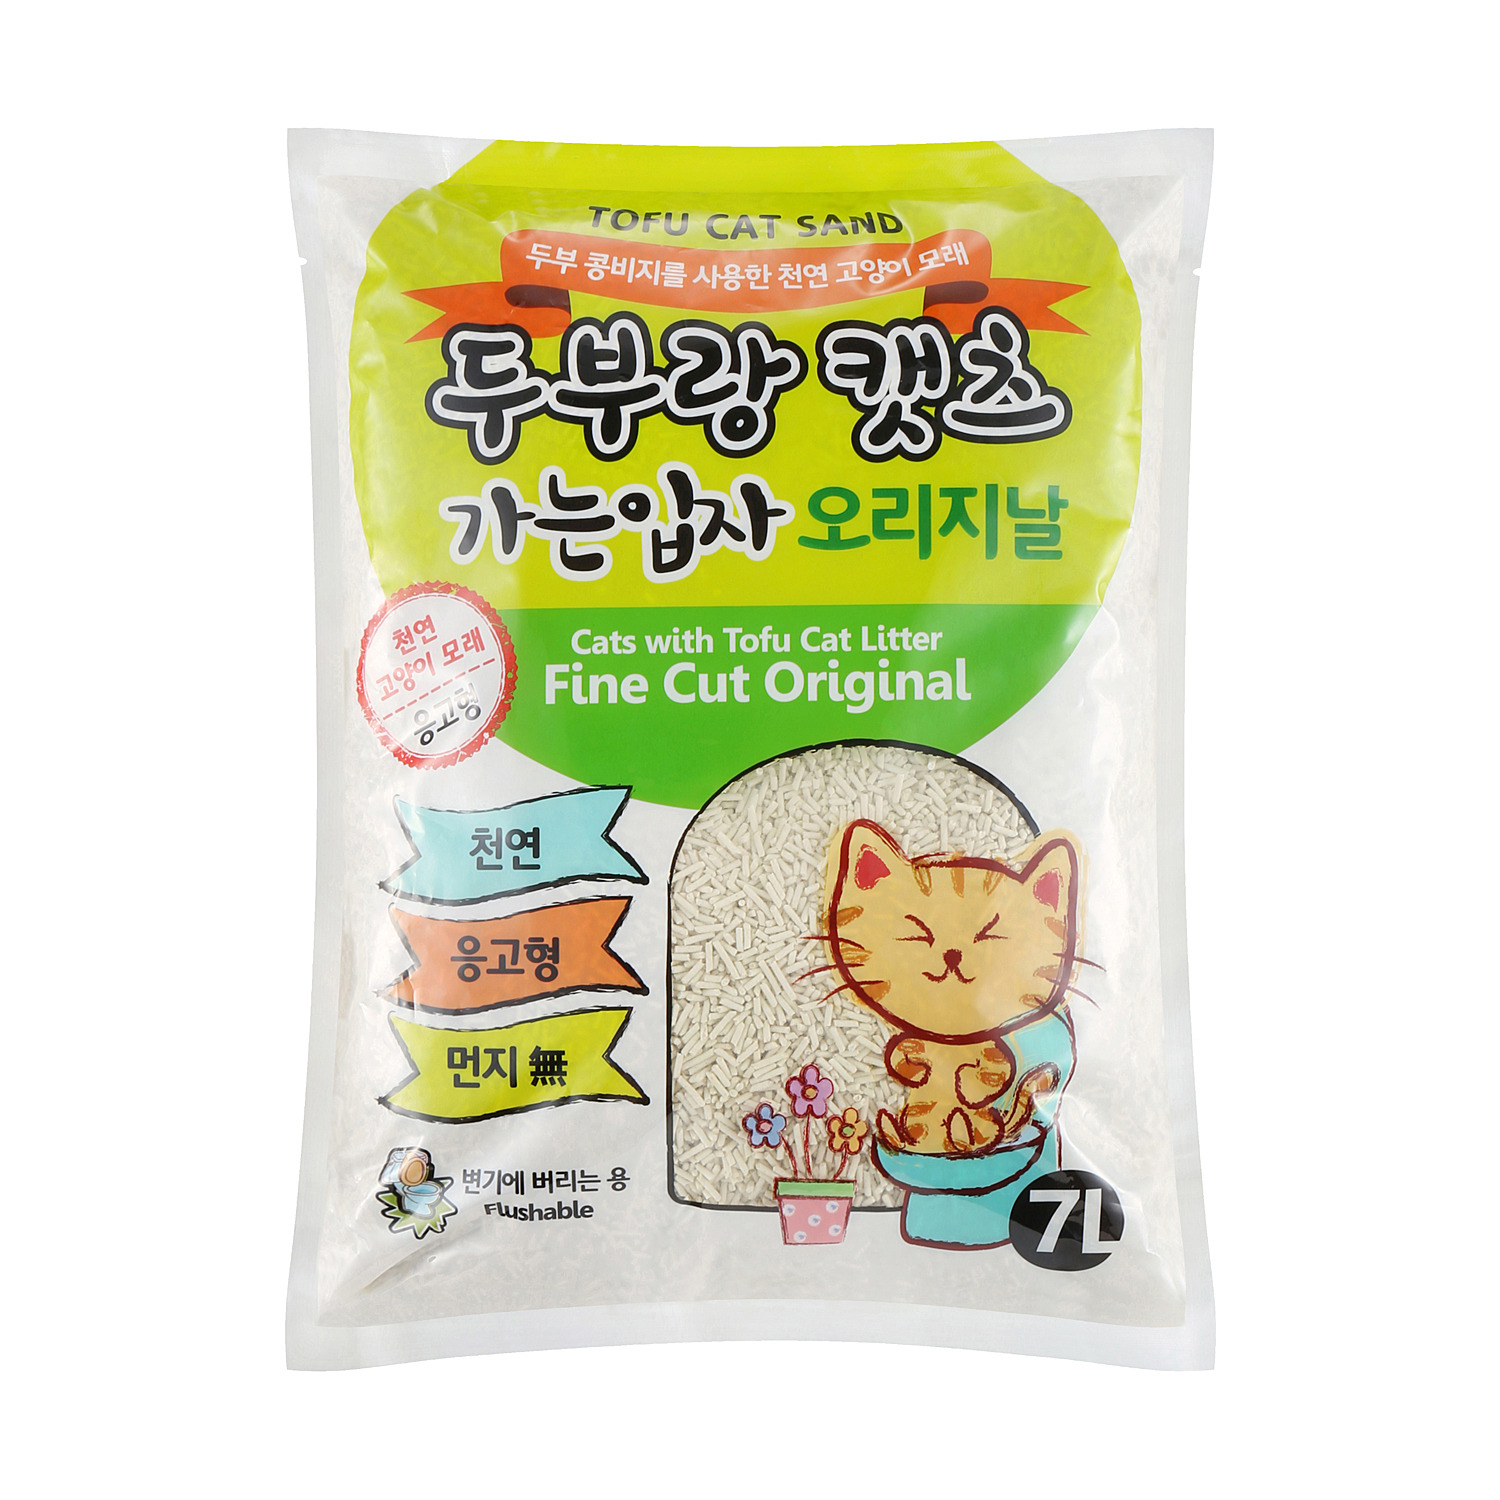 TOFU CAT SAND
두부 콩비지를 사용한 천연 고양이 모래
두부랑 캣츠
가는입자 오리지날
Cats with Tofu Cat Litter
Fine Cut Original
천연
고양이 모래
응고형
천연
응고형
먼지 無
변기에 버리는 용
Flushable
7L